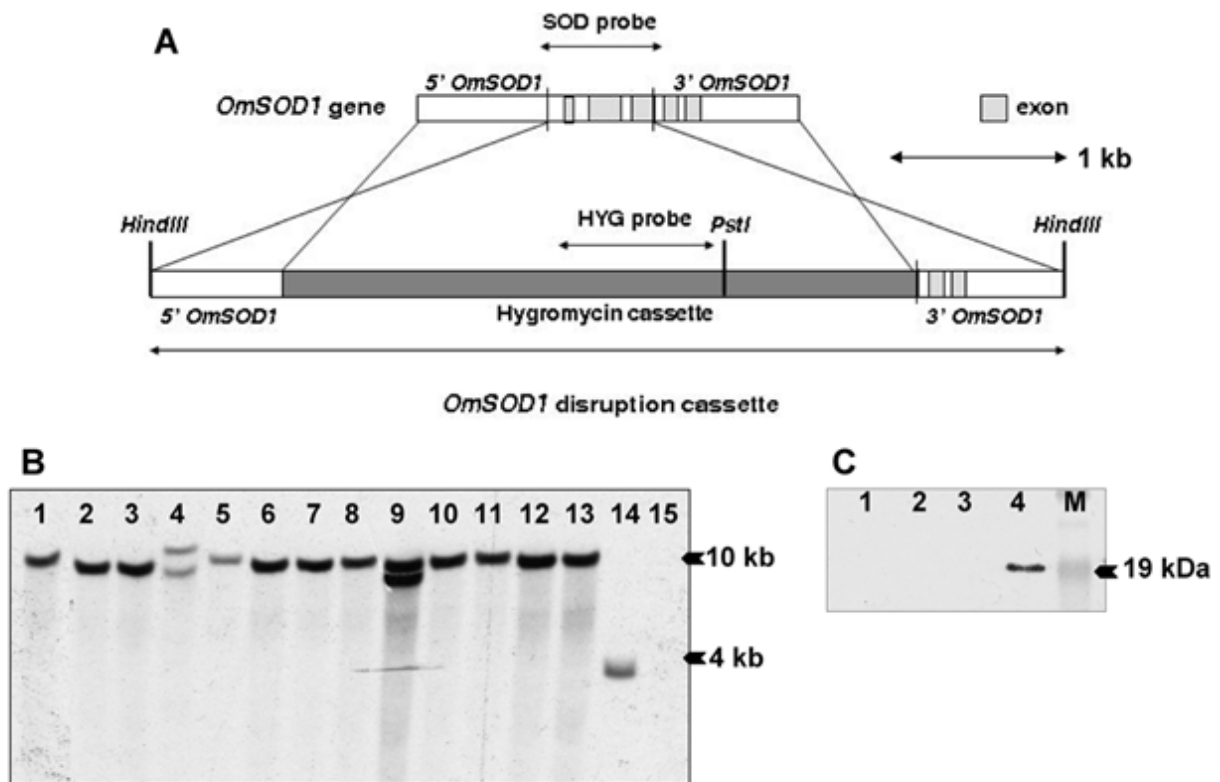 A
SOD probe
5' OmSOD1 3' OmSOD1
OmSOD1 gene
exon
1 kb
HindIII HYG probe PstI HindIII
5' OmSOD1 Hygromycin cassette 3' OmSOD1
OmSOD1 disruption cassette
B
1 2 3 4 5 6 7 8 9 10 11 12 13 14 15
10 kb
4 kb
C
1 2 3 4 M
19 kDa